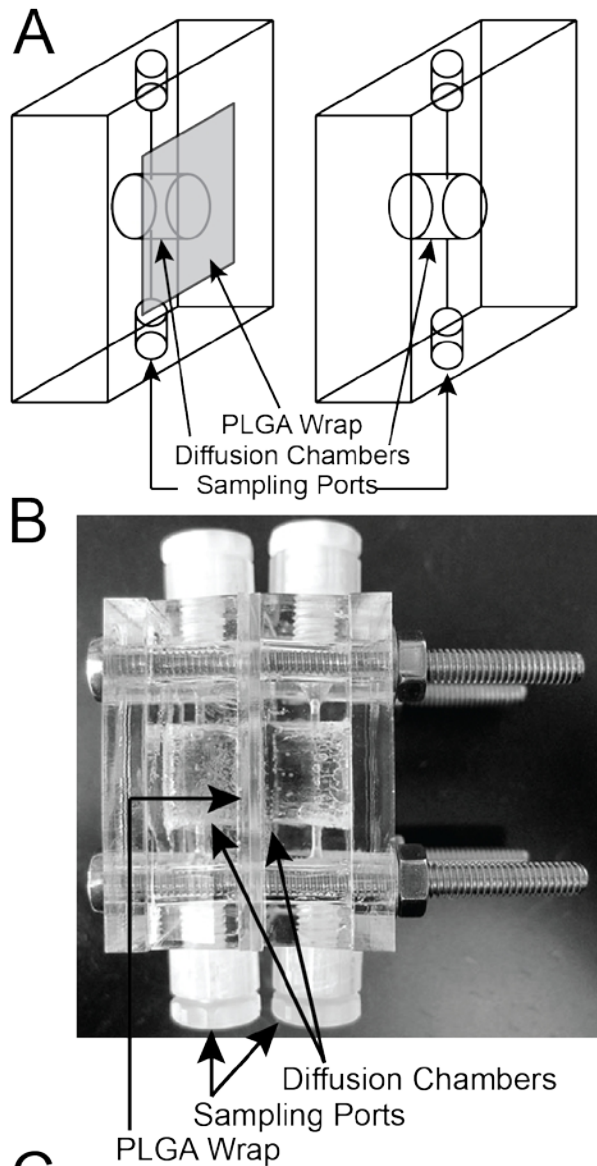 A
PLGA Wrap
Diffusion Chambers
Sampling Ports
B
Diffusion Chambers
Sampling Ports
PLGA Wrap